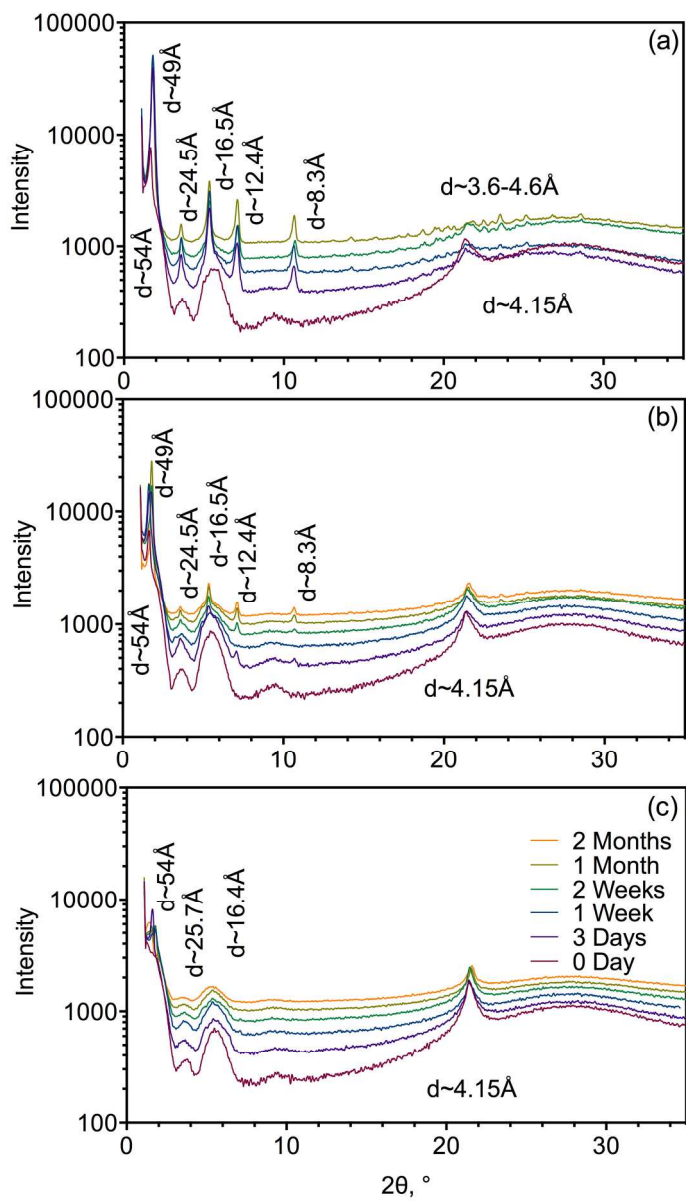 (a)
100000
10000
1000
100
Intensity
d~54Å
d~49Å
d~24.5Å
d~16.5Å
d~12.4Å
d~8.3Å
d~3.6-4.6Å
d~4.15Å
0
10
20
30
(b)
100000
10000
1000
100
Intensity
d~54Å
d~49Å
d~24.5Å
d~16.5Å
d~12.4Å
d~8.3Å
d~4.15Å
0
10
20
30
(c)
100000
10000
1000
100
Intensity
d~54Å
d~25.7Å
d~16.4Å
2 Months
1 Month
2 Weeks
1 Week
3 Days
0 Day
d~4.15Å
0
10
20
30
2θ, °